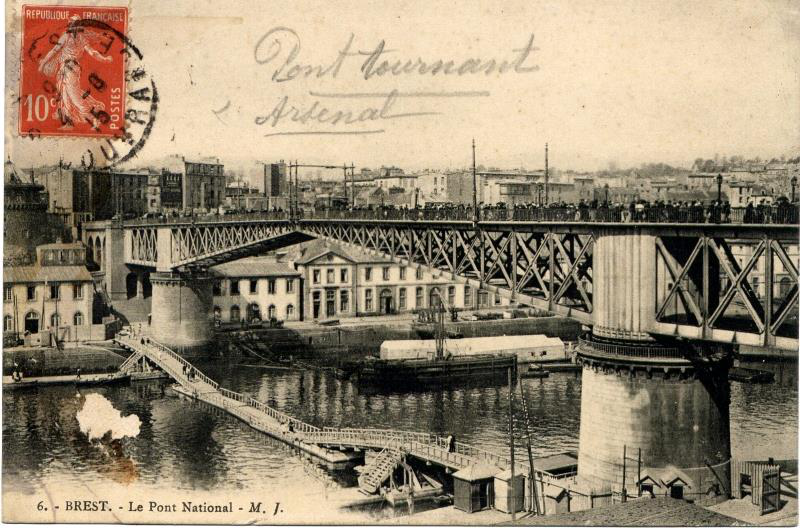 REPUBLIQUE FRANÇAISE
10c
POSTES
Pont tournant
Arsenal
6. - BREST. - Le Pont National - M. J.